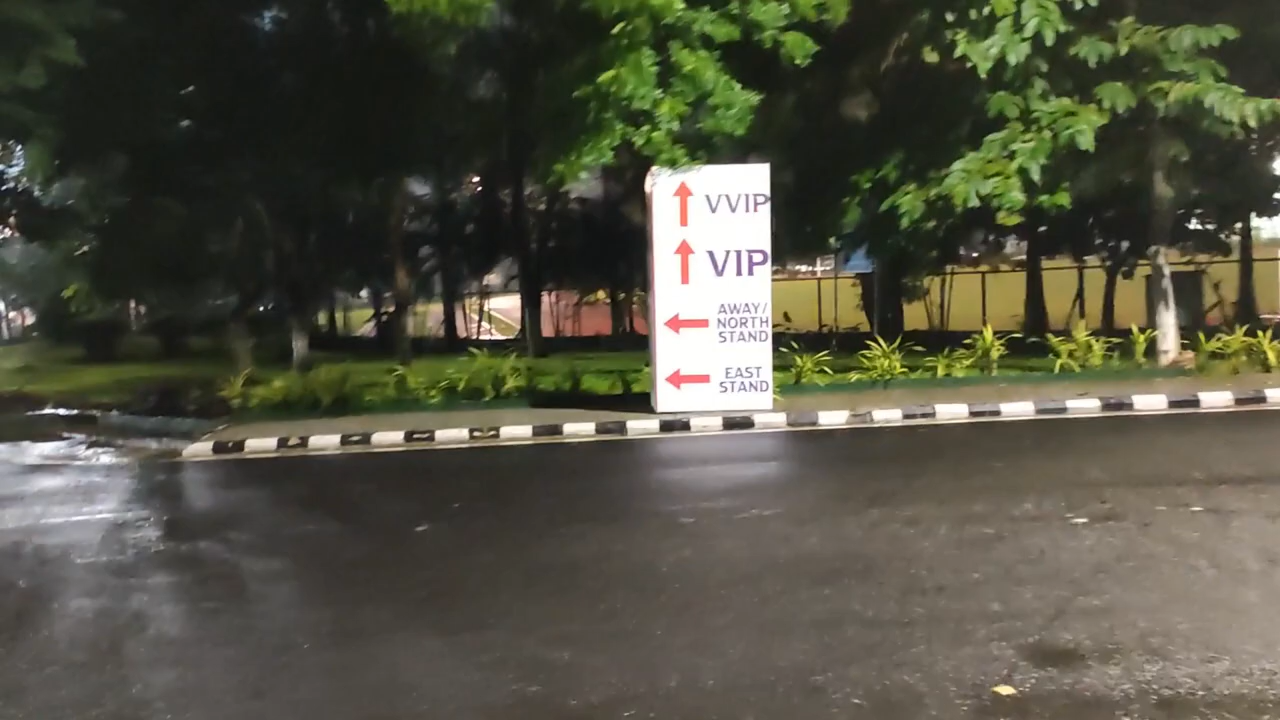 VVIP
VIP
AWAY/
NORTH
STAND
EAST
STAND